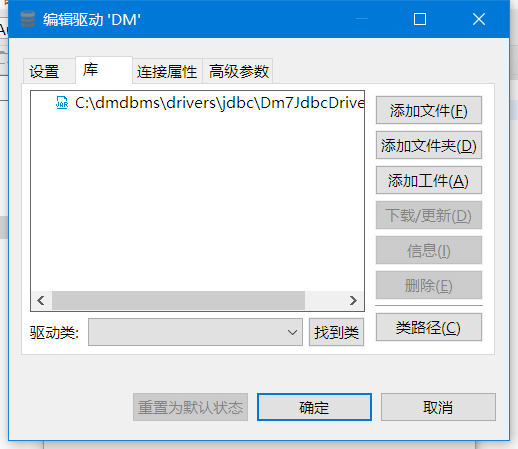 编辑驱动 'DM'
设置 库 连接属性 高级参数
JAR C:\dmdbms\drivers\jdbc\Dm7JdbcDrive
添加文件(F)
添加文件夹(D)
添加工件(A)
下载/更新(D)
信息(I)
删除(E)
类路径(C)
驱动类: 找到类
重置为默认状态 确定 取消